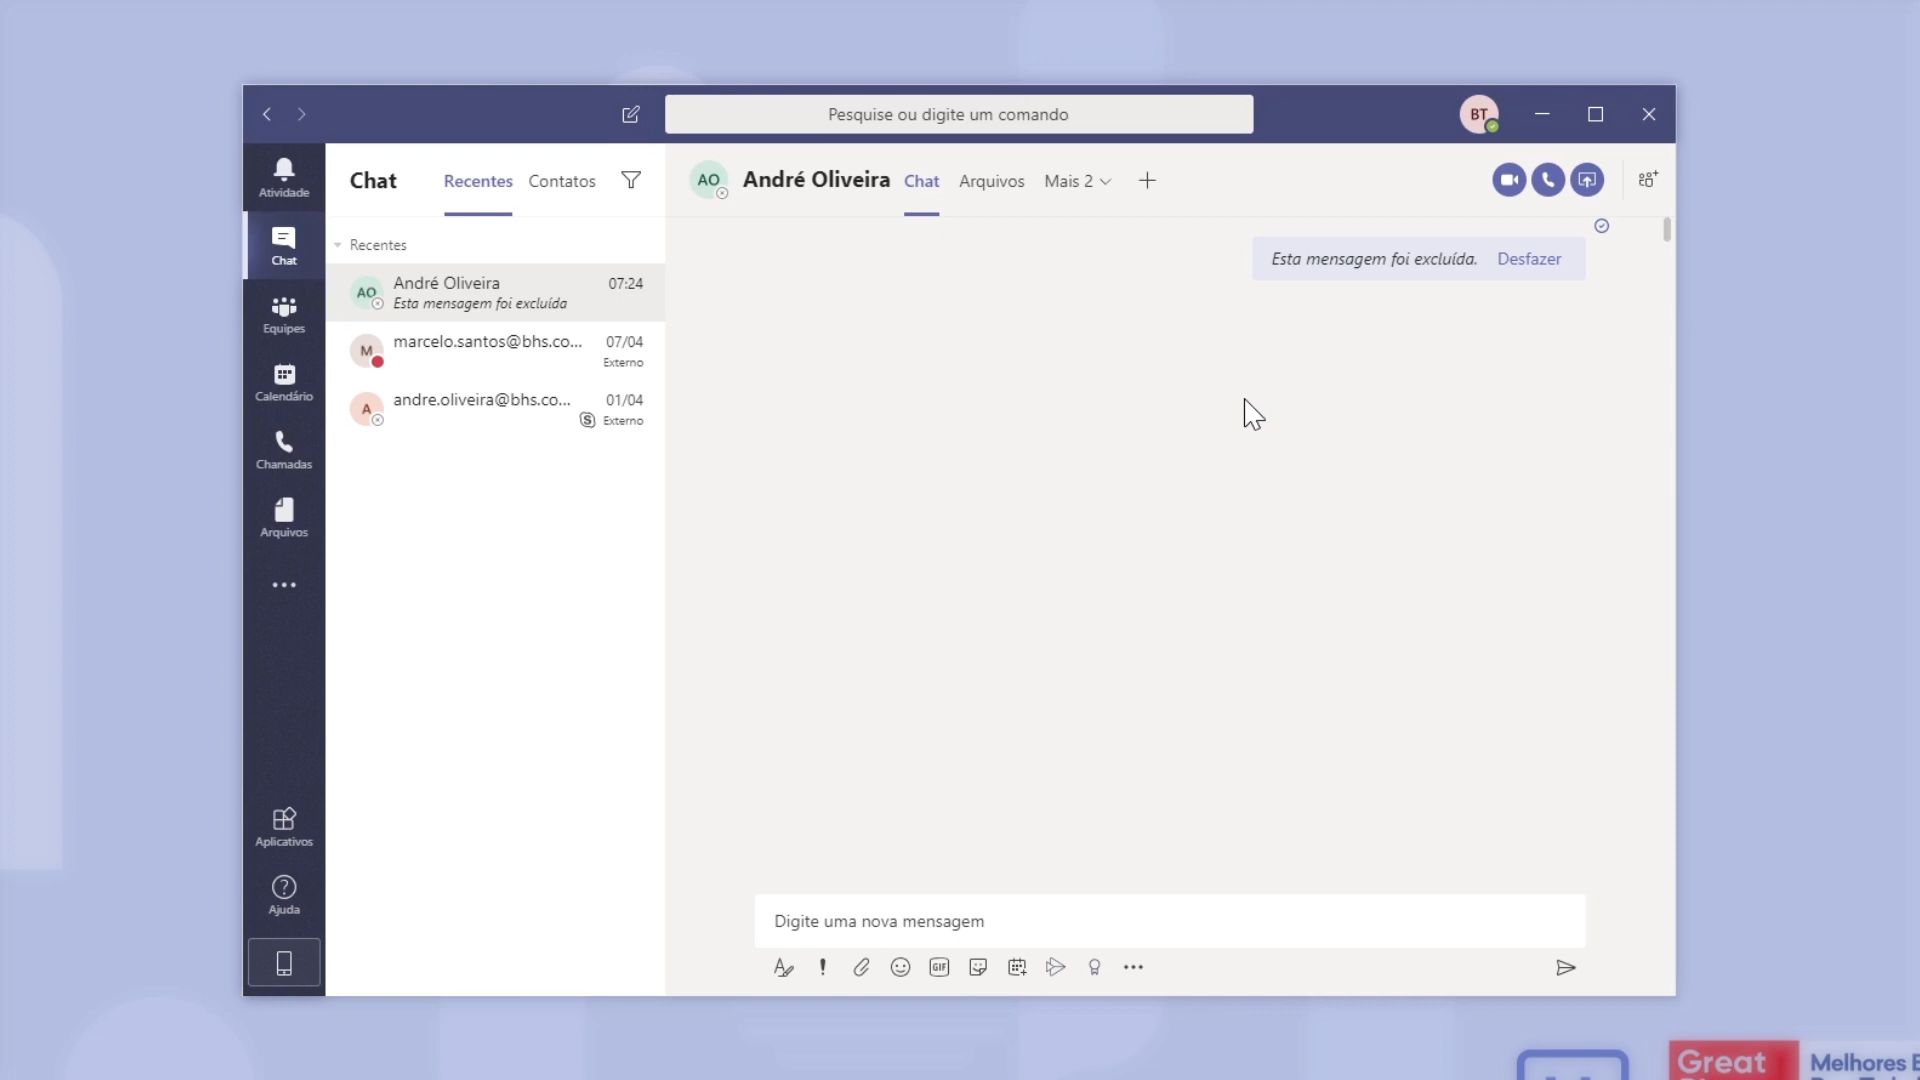 Pesquise ou digite um comando
BT
Atividade
Chat
Equipes
Calendário
Chamadas
Arquivos
Aplicativos
Ajuda
Chat
Recentes
Contatos
Recentes
AO
André Oliveira
07:24
Esta mensagem foi excluída
M
marcelo.santos@bhs.co...
07/04
Externo
A
andre.oliveira@bhs.co...
01/04
Externo
AO
André Oliveira
Chat
Arquivos
Mais 2
Esta mensagem foi excluída. Desfazer
Digite uma nova mensagem
GIF
Great
Melhores